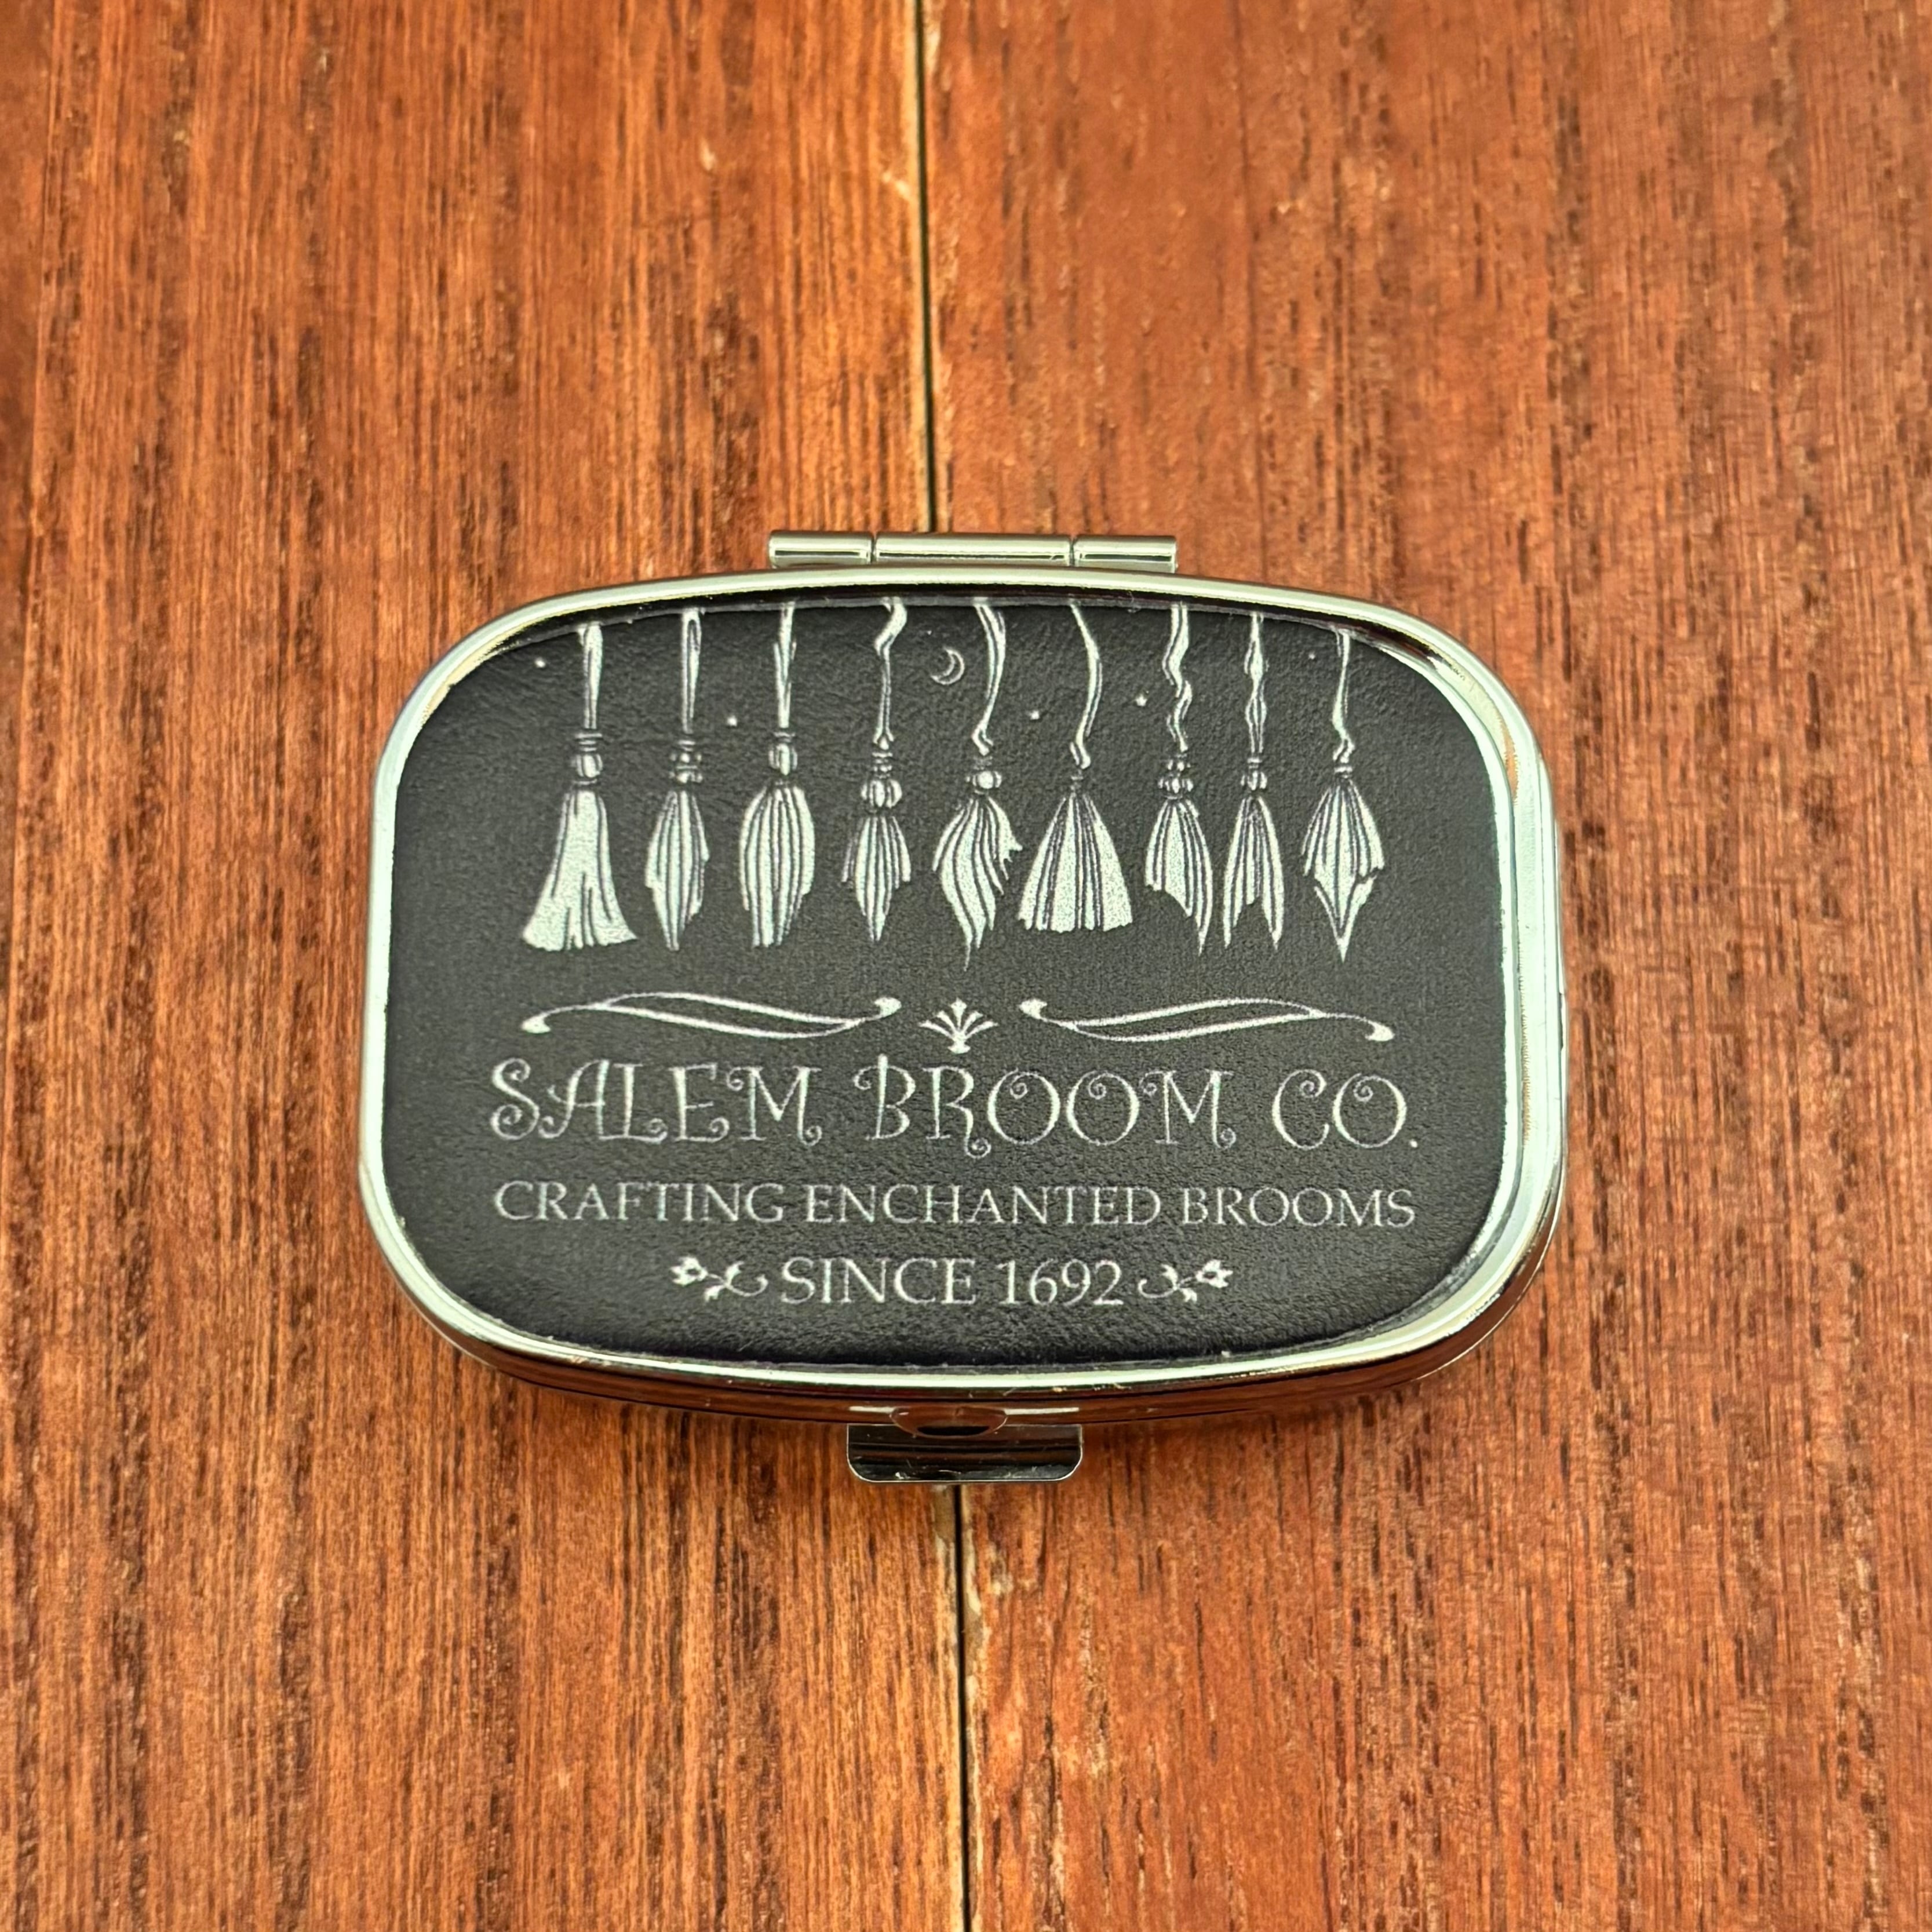 SALEM BROOM CO.
CRAFTING ENCHANTED BROOMS
SINCE 1692